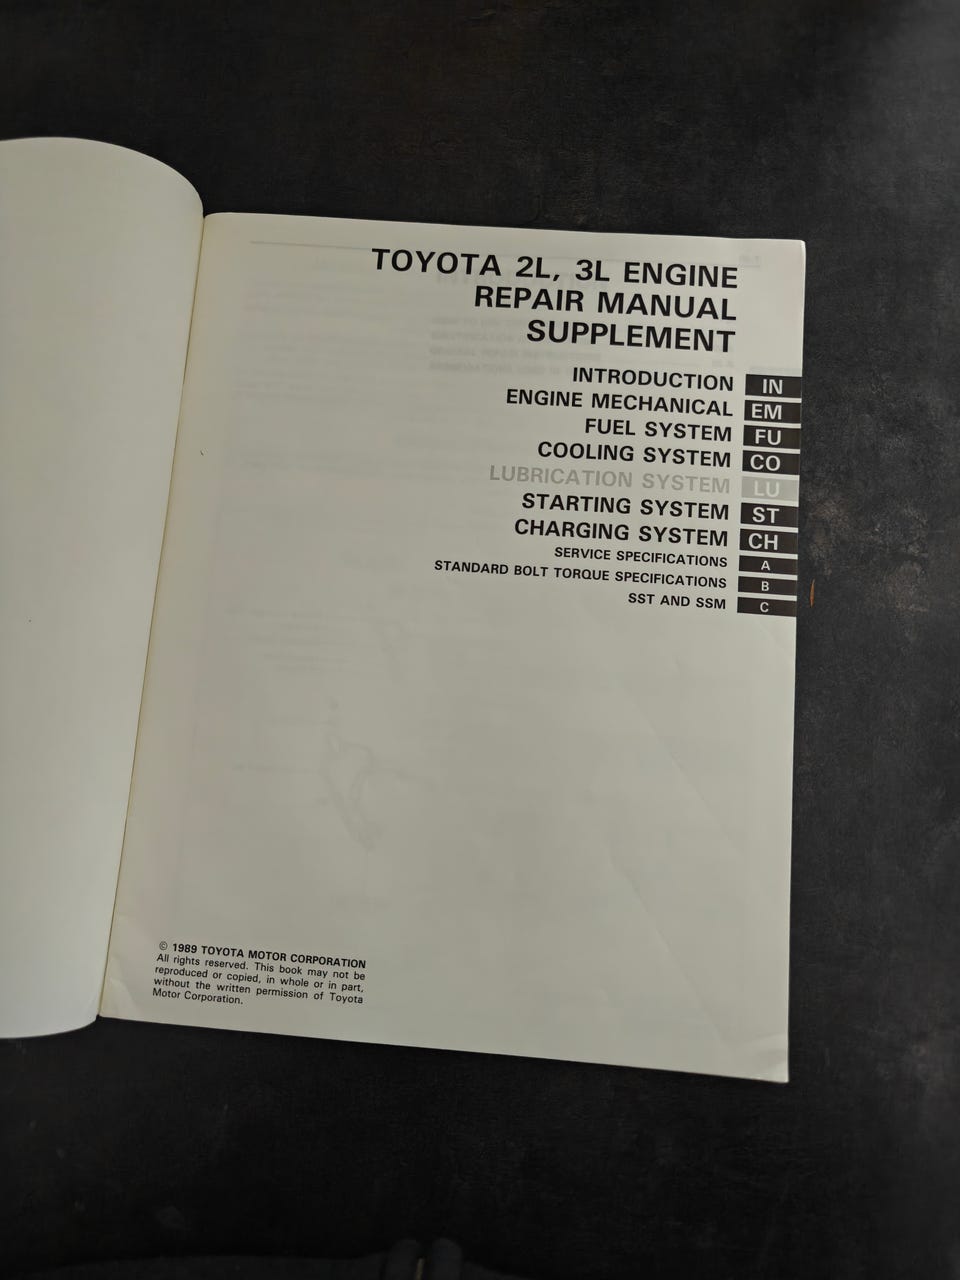 TOYOTA 2L, 3L ENGINE
REPAIR MANUAL
SUPPLEMENT
INTRODUCTION IN
ENGINE MECHANICAL EM
FUEL SYSTEM FU
COOLING SYSTEM CO
LUBRICATION SYSTEM LU
STARTING SYSTEM ST
CHARGING SYSTEM CH
SERVICE SPECIFICATIONS A
STANDARD BOLT TORQUE SPECIFICATIONS B
SST AND SSM C
© 1989 TOYOTA MOTOR CORPORATION
All rights reserved. This book may not be
reproduced or copied, in whole or in part,
without the written permission of Toyota
Motor Corporation.